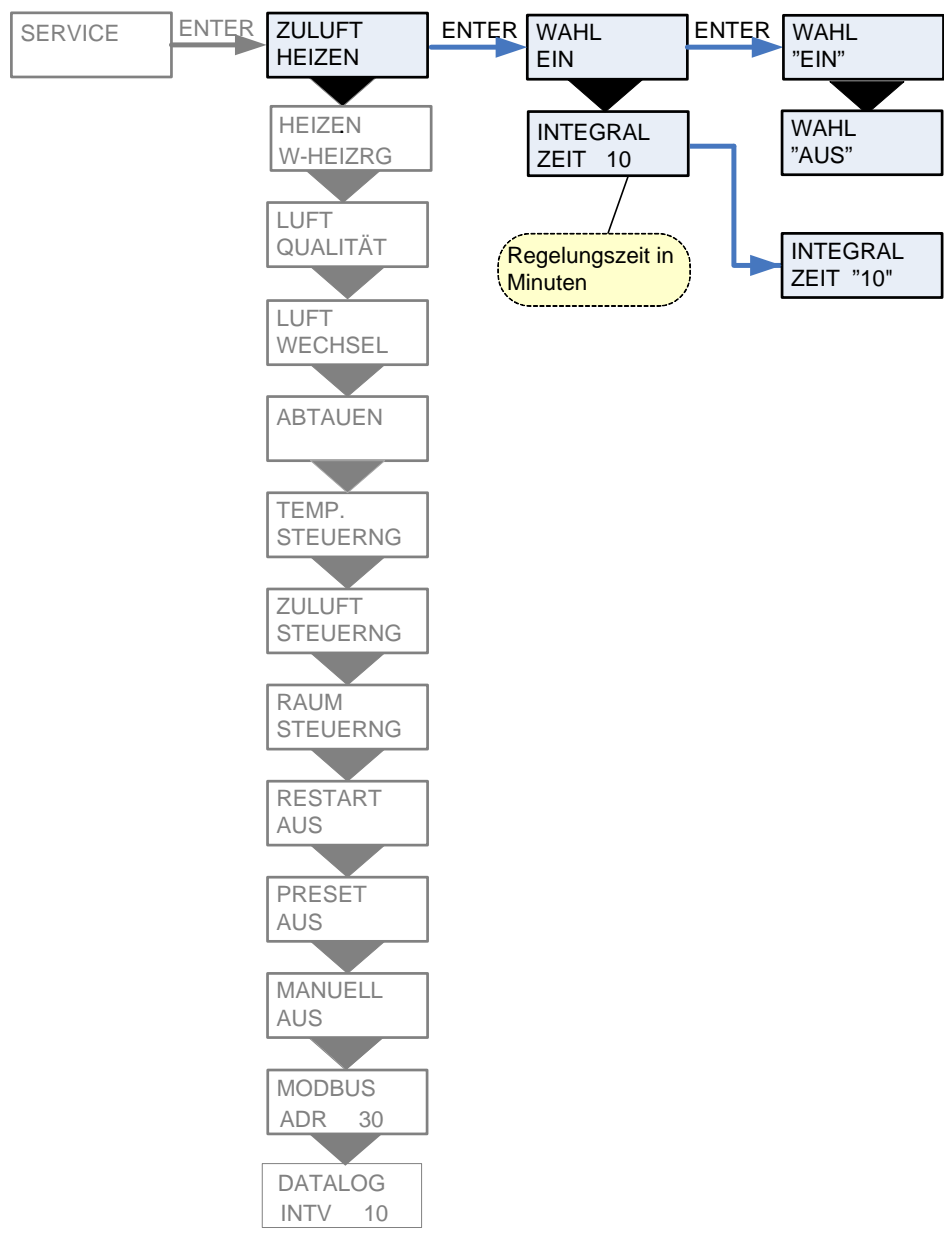 SERVICE
ENTER
ZULUFT
HEIZEN
ENTER
WAHL
EIN
ENTER
WAHL
"EIN”
WAHL
”AUS”
INTEGRAL
ZEIT 10
Regelungszeit in
Minuten
INTEGRAL
ZEIT ”10"
HEIZEN
W-HEIZRG
LUFT
QUALITÄT
LUFT
WECHSEL
ABTAUEN
TEMP.
STEUERNG
ZULUFT
STEUERNG
RAUM
STEUERNG
RESTART
AUS
PRESET
AUS
MANUELL
AUS
MODBUS
ADR 30
DATALOG
INTV 10